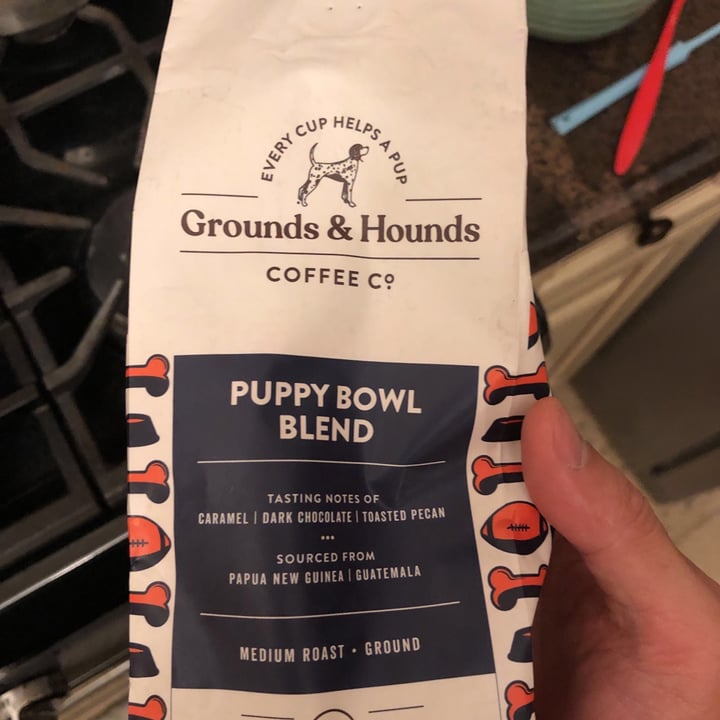 EVERY CUP HELPS A PUP
Grounds & Hounds
COFFEE Cº
PUPPY BOWL
BLEND
TASTING NOTES OF
CARAMEL | DARK CHOCOLATE | TOASTED PECAN
•••
SOURCED FROM
PAPUA NEW GUINEA | GUATEMALA
MEDIUM ROAST • GROUND